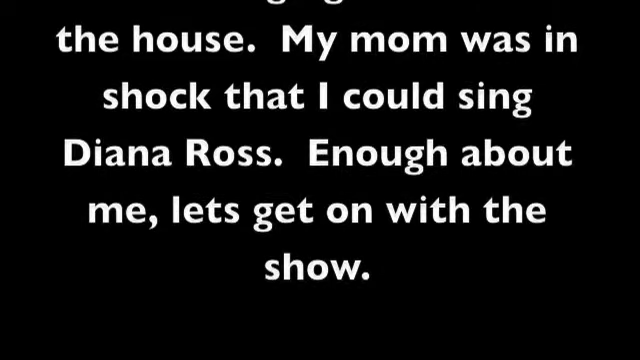 the house.  My mom was in
shock that I could sing
Diana Ross.  Enough about
me, lets get on with the
show.